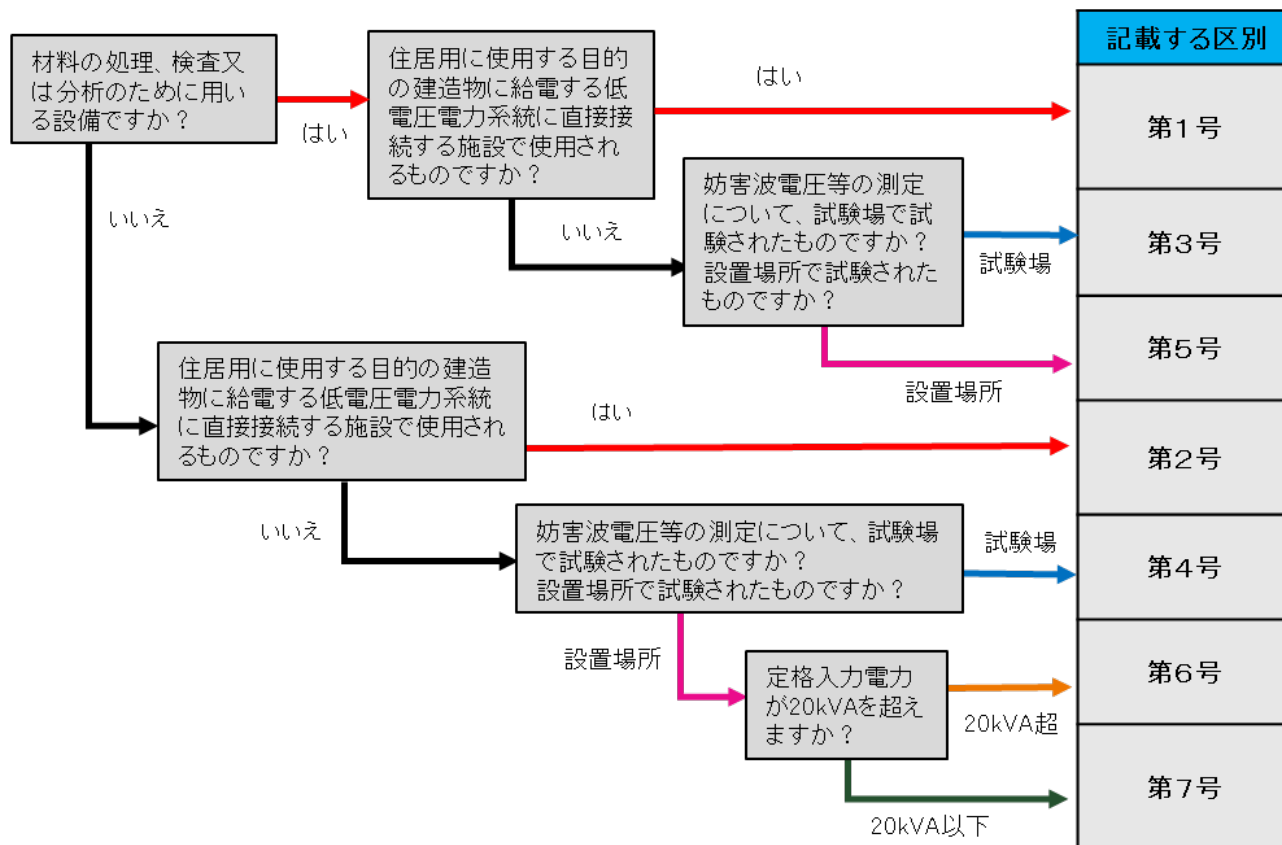 記載する区別
材料の処理、検査又
は分析のために用い
る設備ですか？
はい
いいえ
住居用に使用する目的
の建造物に給電する低
電圧電力系統に直接接
続する施設で使用され
るものですか？
はい
第１号
いいえ
妨害波電圧等の測定
について、試験場で試
験されたものですか？
設置場所で試験された
ものですか？
試験場
第３号
設置場所
第５号
住居用に使用する目的の建造
物に給電する低電圧電力系統
に直接接続する施設で使用され
るものですか？
はい
第２号
いいえ
妨害波電圧等の測定について、試験場
で試験されたものですか？
設置場所で試験されたものですか？
試験場
第４号
設置場所
定格入力電力
が20kVAを超え
ますか？
20kVA超
第６号
20kVA以下
第７号